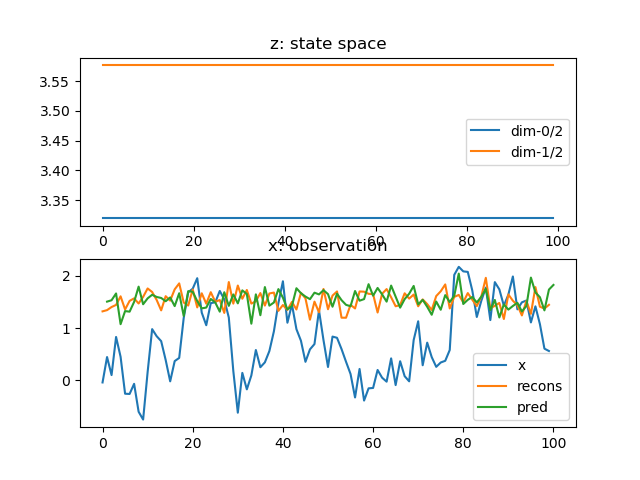 z: state space
3.55
3.50
3.45
3.40
3.35
dim-0/2
dim-1/2
0 20 40 60 80 100
x: observation
2
1
0
x
recons
pred
0 20 40 60 80 100